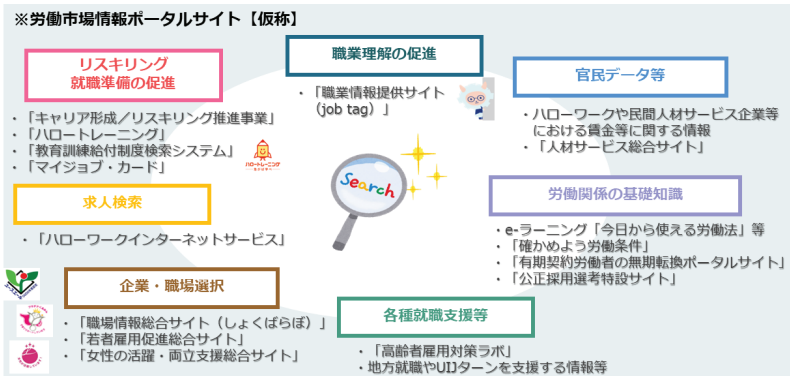 ※労働市場情報ポータルサイト【仮称】
リスキリング
就職準備の促進
・「キャリア形成／リスキリング推進事業」
・「ハロートレーニング」
・「教育訓練給付制度検索システム」
・「マイジョブ・カード」
ハロートレーニング
職業理解の促進
・「職業情報提供サイト
（job tag）」
官民データ等
・ハローワークや民間人材サービス企業等
における賃金等に関する情報
・「人材サービス総合サイト」
Search
求人検索
・「ハローワークインターネットサービス」
労働関係の基礎知識
・e-ラーニング「今日から使える労働法」等
・「確かめよう労働条件」
・「有期契約労働者の無期転換ポータルサイト」
・「公正採用選考特設サイト」
企業・職場選択
・「職場情報総合サイト（しょくばらぼ）」
・「若者雇用促進総合サイト」
・「女性の活躍・両立支援総合サイト」
各種就職支援等
・「高齢者雇用対策ラボ」
・地方就職やUIJターンを支援する情報等